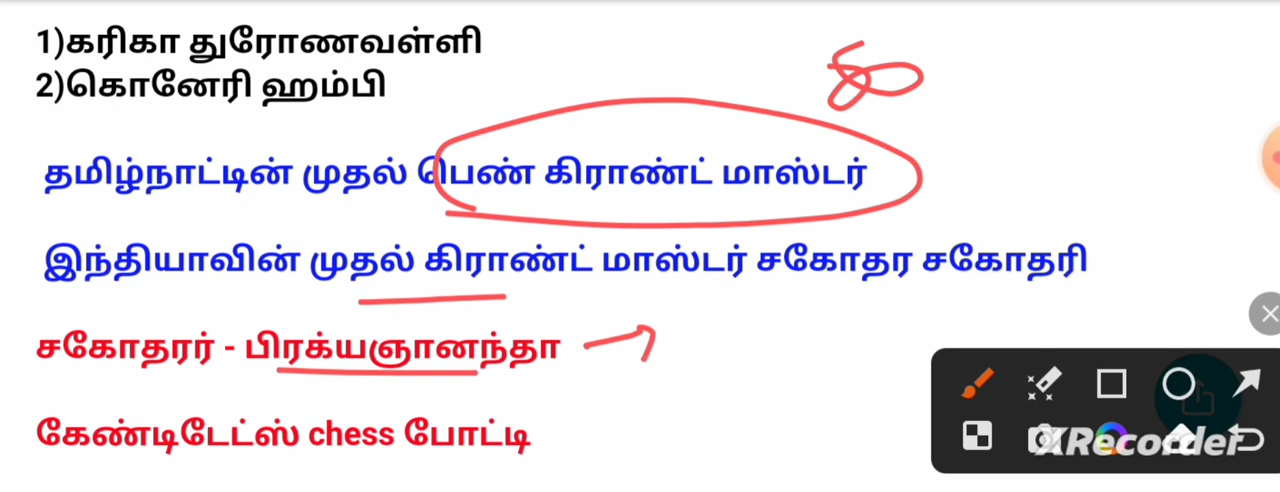 1)கரிகா துரோணவள்ளி
2)கொனேரி ஹம்பி
தமிழ்நாட்டின் முதல் பெண் கிராண்ட் மாஸ்டர்
இந்தியாவின் முதல் கிராண்ட் மாஸ்டர் சகோதர சகோதரி
சகோதரர் - பிரக்யஞானந்தா
கேண்டிடேட்ஸ் chess போட்டி
XRecorder